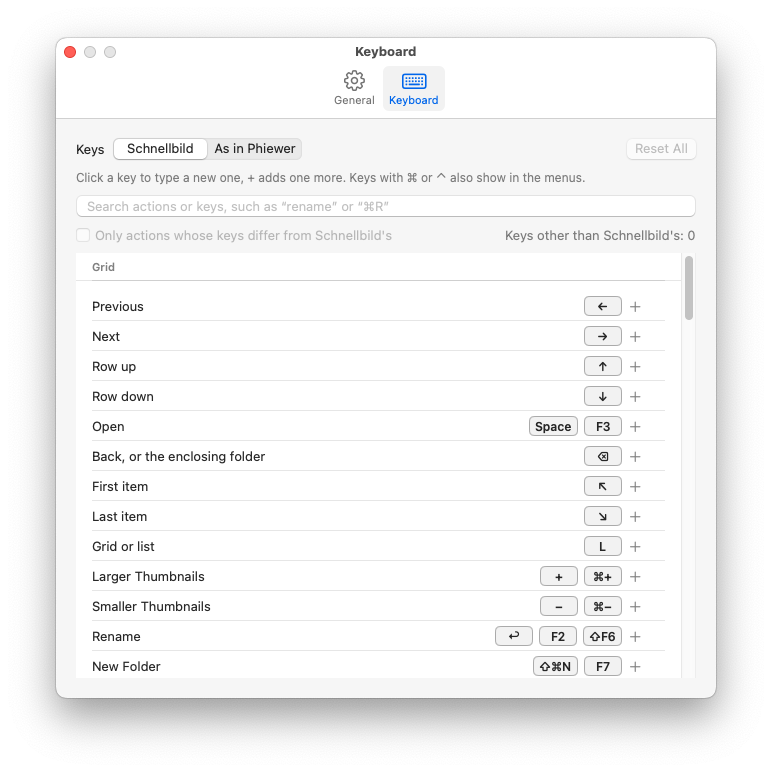 Keyboard
General
Keyboard
Keys Schnellbild As in Phiewer Reset All
Click a key to type a new one, + adds one more. Keys with ⌘ or ^ also show in the menus.
Search actions or keys, such as “rename” or “⌘R”
Only actions whose keys differ from Schnellbild's Keys other than Schnellbild's: 0
Grid
Previous ← +
Next → +
Row up ↑ +
Row down ↓ +
Open Space F3 +
Back, or the enclosing folder ⌫ +
First item ↖ +
Last item ↘ +
Grid or list L +
Larger Thumbnails + ⌘+ +
Smaller Thumbnails − ⌘− +
Rename ↩ F2 ⇧F6 +
New Folder ⇧⌘N F7 +